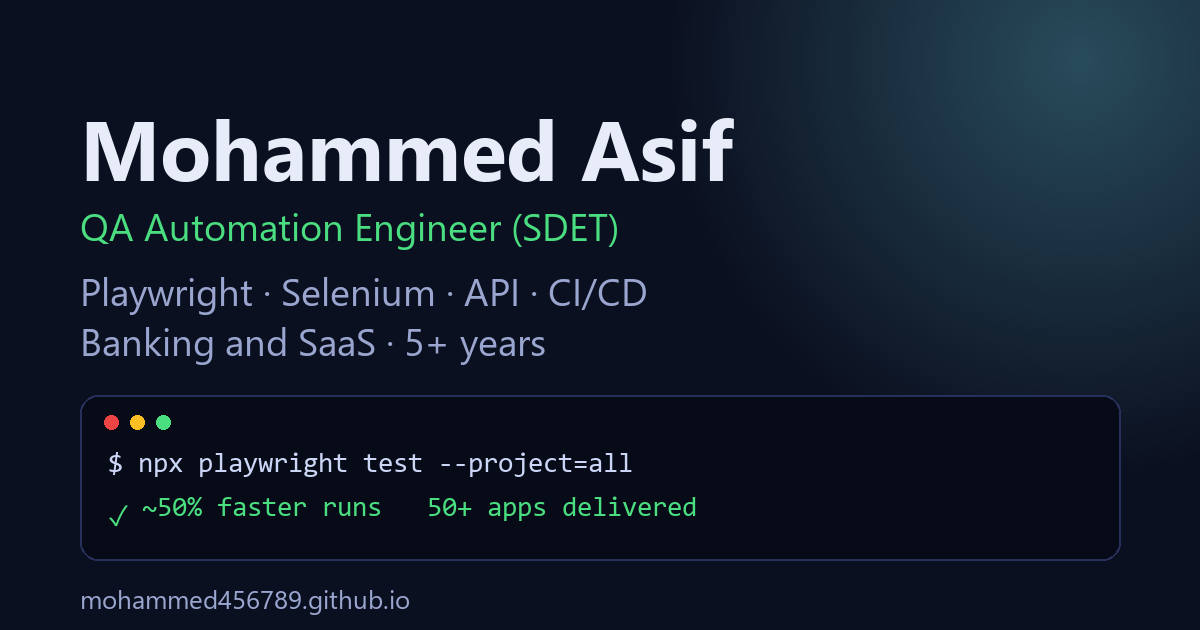 Mohammed Asif
QA Automation Engineer (SDET)
Playwright · Selenium · API · CI/CD
Banking and SaaS · 5+ years
$ npx playwright test --project=all
✓ ~50% faster runs   50+ apps delivered
mohammed456789.github.io